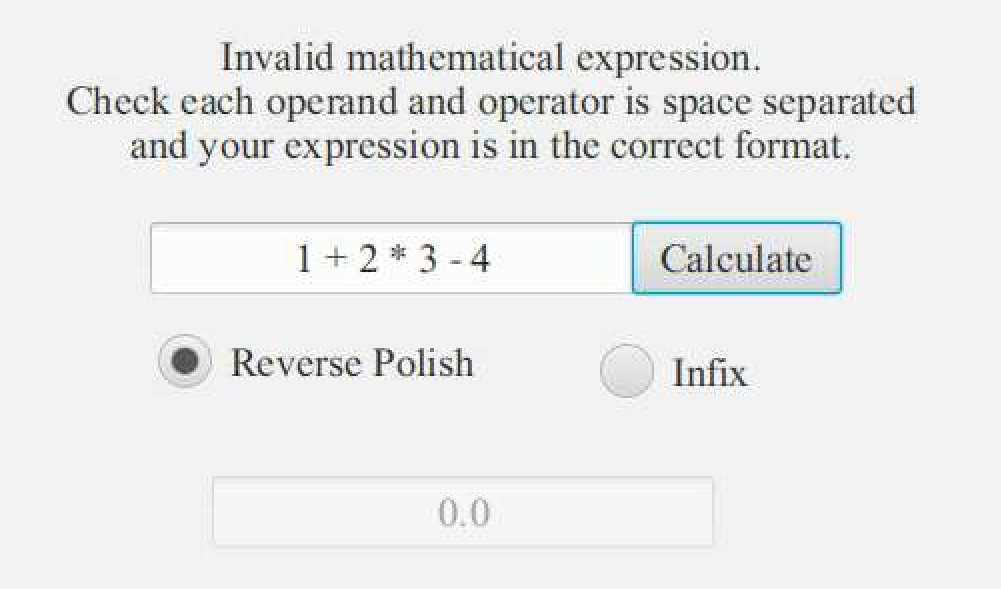 Invalid mathematical expression.
Check each operand and operator is space separated
and your expression is in the correct format.
1 + 2 * 3 - 4
Calculate
Reverse Polish
Infix
0.0